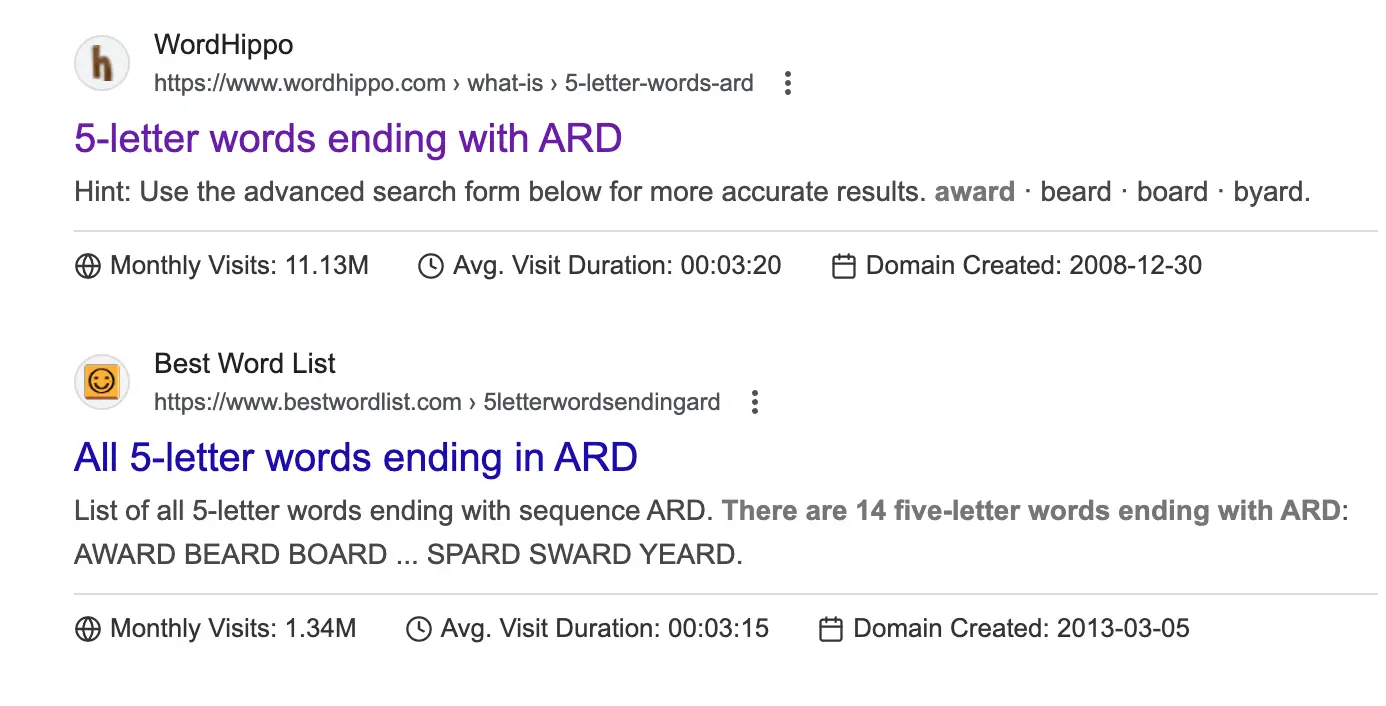 WordHippo
https://www.wordhippo.com › what-is › 5-letter-words-ard
5-letter words ending with ARD
Hint: Use the advanced search form below for more accurate results. award · beard · board · byard.
Monthly Visits: 11.13M Avg. Visit Duration: 00:03:20 Domain Created: 2008-12-30
Best Word List
https://www.bestwordlist.com › 5letterwordsendingard
All 5-letter words ending in ARD
List of all 5-letter words ending with sequence ARD. There are 14 five-letter words ending with ARD:
AWARD BEARD BOARD ... SPARD SWARD YEARD.
Monthly Visits: 1.34M Avg. Visit Duration: 00:03:15 Domain Created: 2013-03-05